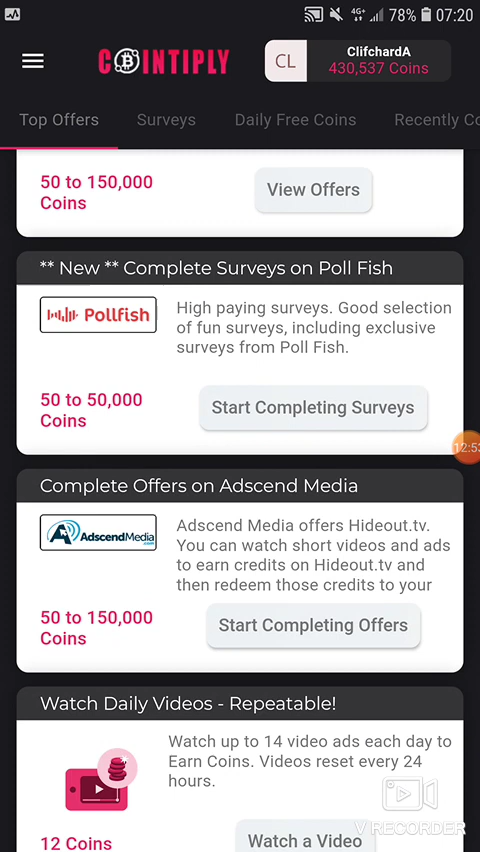 4G+
78%
07:20
COINTIPLY
CL
ClifchardA
430,537 Coins
Top Offers
Surveys
Daily Free Coins
Recently Co
50 to 150,000
Coins
View Offers
** New ** Complete Surveys on Poll Fish
Pollfish
High paying surveys. Good selection
of fun surveys, including exclusive
surveys from Poll Fish.
50 to 50,000
Coins
Start Completing Surveys
12:53
Complete Offers on Adscend Media
AdscendMedia
.com
Adscend Media offers Hideout.tv.
You can watch short videos and ads
to earn credits on Hideout.tv and
then redeem those credits to your
50 to 150,000
Coins
Start Completing Offers
Watch Daily Videos - Repeatable!
Watch up to 14 video ads each day to
Earn Coins. Videos reset every 24
hours.
12 Coins
Watch a Video
V RECORDER